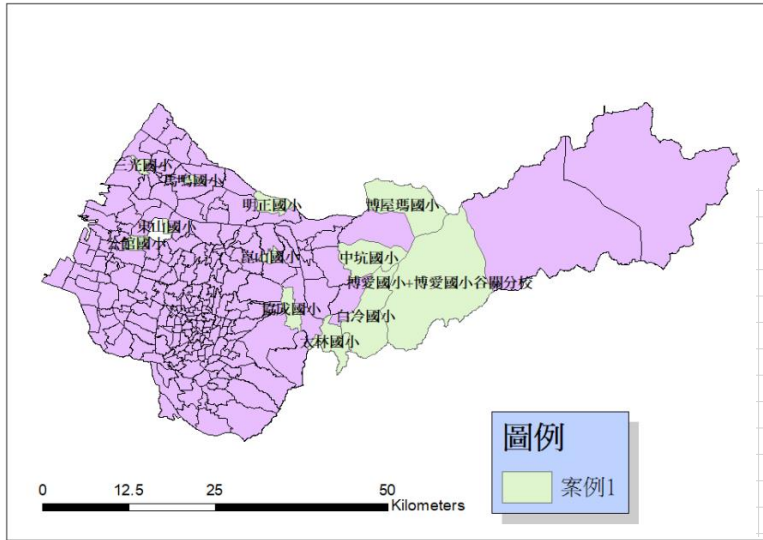 三光國小
馬鳴國小
明正國小
博屋瑪國小
東山國小
公館國小
崑山國小
中坑國小
博愛國小+博愛國小谷關分校
協成國小
白冷國小
大林國小
圖例
案例1
0 12.5 25 50
Kilometers